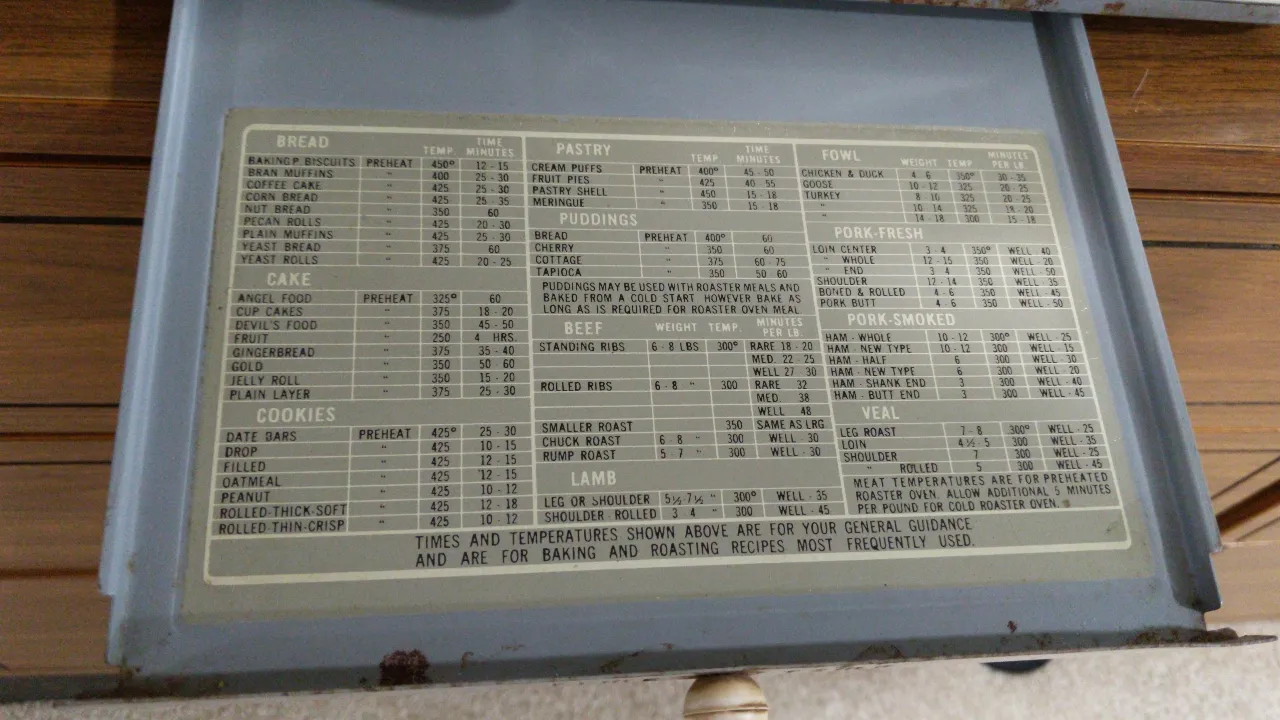 BREAD TEMP. TIME MINUTES
BAKING P. BISCUITS PREHEAT 450° 12 - 15
BRAN MUFFINS " 400 25 - 30
COFFEE CAKE " 425 25 - 30
CORN BREAD " 425 25 - 35
NUT BREAD " 350 60
PECAN ROLLS " 425 20 - 30
PLAIN MUFFINS " 425 25 - 30
YEAST BREAD " 375 60
YEAST ROLLS " 425 20 - 25
CAKE
ANGEL FOOD PREHEAT 325° 60
CUP CAKES " 375 18 - 20
DEVIL'S FOOD " 350 45 - 50
FRUIT " 250 4 HRS.
GINGERBREAD " 375 35 - 40
GOLD " 350 50 - 60
JELLY ROLL " 350 15 - 20
PLAIN LAYER " 375 25 - 30
COOKIES
DATE BARS PREHEAT 425° 25 - 30
DROP " 425 10 - 15
FILLED " 425 12 - 15
OATMEAL " 425 12 - 15
PEANUT " 425 10 - 12
ROLLED-THICK-SOFT " 425 12 - 18
ROLLED-THIN-CRISP " 425 10 - 12
PASTRY TEMP. TIME MINUTES
CREAM PUFFS PREHEAT 400° 45 - 50
FRUIT PIES " 425 40 - 55
PASTRY SHELL " 450 15 - 18
MERINGUE " 350 15 - 18
PUDDINGS
BREAD PREHEAT 400° 60
CHERRY " 350 60
COTTAGE " 375 60 - 75
TAPIOCA " 350 50 - 60
PUDDINGS MAY BE USED WITH ROASTER MEALS AND
BAKED FROM A COLD START. HOWEVER BAKE AS
LONG AS IS REQUIRED FOR ROASTER OVEN MEAL
BEEF WEIGHT TEMP. MINUTES PER LB.
STANDING RIBS 6 - 8 LBS 300° RARE 18 - 20
MED. 22 - 25
WELL 27 - 30
ROLLED RIBS 6 - 8 " 300 RARE 32
MED. 38
WELL 48
SMALLER ROAST 350 SAME AS LRG
CHUCK ROAST 6 - 8 " 300 WELL - 30
RUMP ROAST 5 - 7 " 300 WELL - 30
LAMB
LEG OR SHOULDER 5½-7½ " 300° WELL - 35
SHOULDER - ROLLED 3 - 4 " 300 WELL - 45
FOWL WEIGHT TEMP MINUTES PER LB.
CHICKEN & DUCK 4 - 6 350° 30 - 35
GOOSE 10 - 12 325 20 - 25
TURKEY 8 - 10 325 20 - 25
" 10 - 14 325 18 - 20
" 14 - 18 300 15 - 18
PORK-FRESH
LOIN CENTER 3 - 4 350° WELL - 40
" WHOLE 12 - 15 350 WELL - 20
" END 3 - 4 350 WELL - 50
SHOULDER 12 - 14 350 WELL - 35
BONED & ROLLED 4 - 6 350 WELL - 45
PORK BUTT 4 - 6 350 WELL - 50
PORK-SMOKED
HAM - WHOLE 10 - 12 300° WELL - 25
HAM - NEW TYPE 10 - 12 300 WELL - 15
HAM - HALF 6 300 WELL - 30
HAM - NEW TYPE 6 300 WELL - 20
HAM - SHANK END 3 300 WELL - 40
HAM - BUTT END 3 300 WELL - 45
VEAL
LEG ROAST 7 - 8 300° WELL - 25
LOIN 4½ - 5 300 WELL - 35
SHOULDER 7 300 WELL - 25
" ROLLED 5 300 WELL - 45
MEAT TEMPERATURES ARE FOR PREHEATED
ROASTER OVEN. ALLOW ADDITIONAL 5 MINUTES
PER POUND FOR COLD ROASTER OVEN.
TIMES AND TEMPERATURES SHOWN ABOVE ARE FOR YOUR GENERAL GUIDANCE
AND ARE FOR BAKING AND ROASTING RECIPES MOST FREQUENTLY USED.